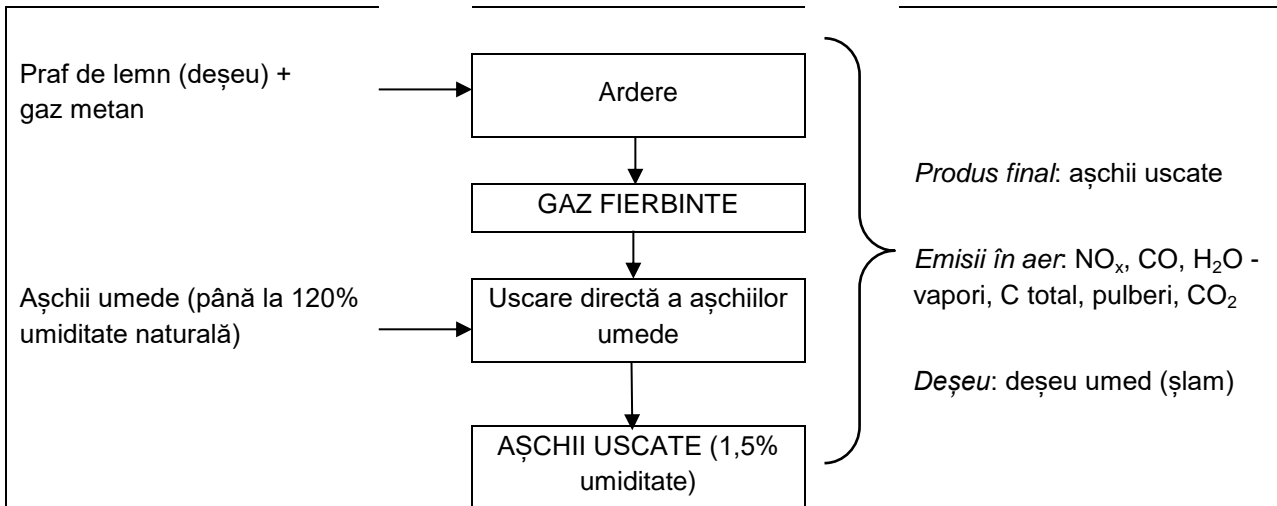 Praf de lemn (deșeu) +
gaz metan
Ardere
GAZ FIERBINTE
Așchii umede (până la 120%
umiditate naturală)
Uscare directă a așchiilor
umede
AȘCHII USCATE (1,5%
umiditate)
Produs final: așchii uscate
Emisii în aer: NOx, CO, H2O -
vapori, C total, pulberi, CO2
Deșeu: deșeu umed (șlam)